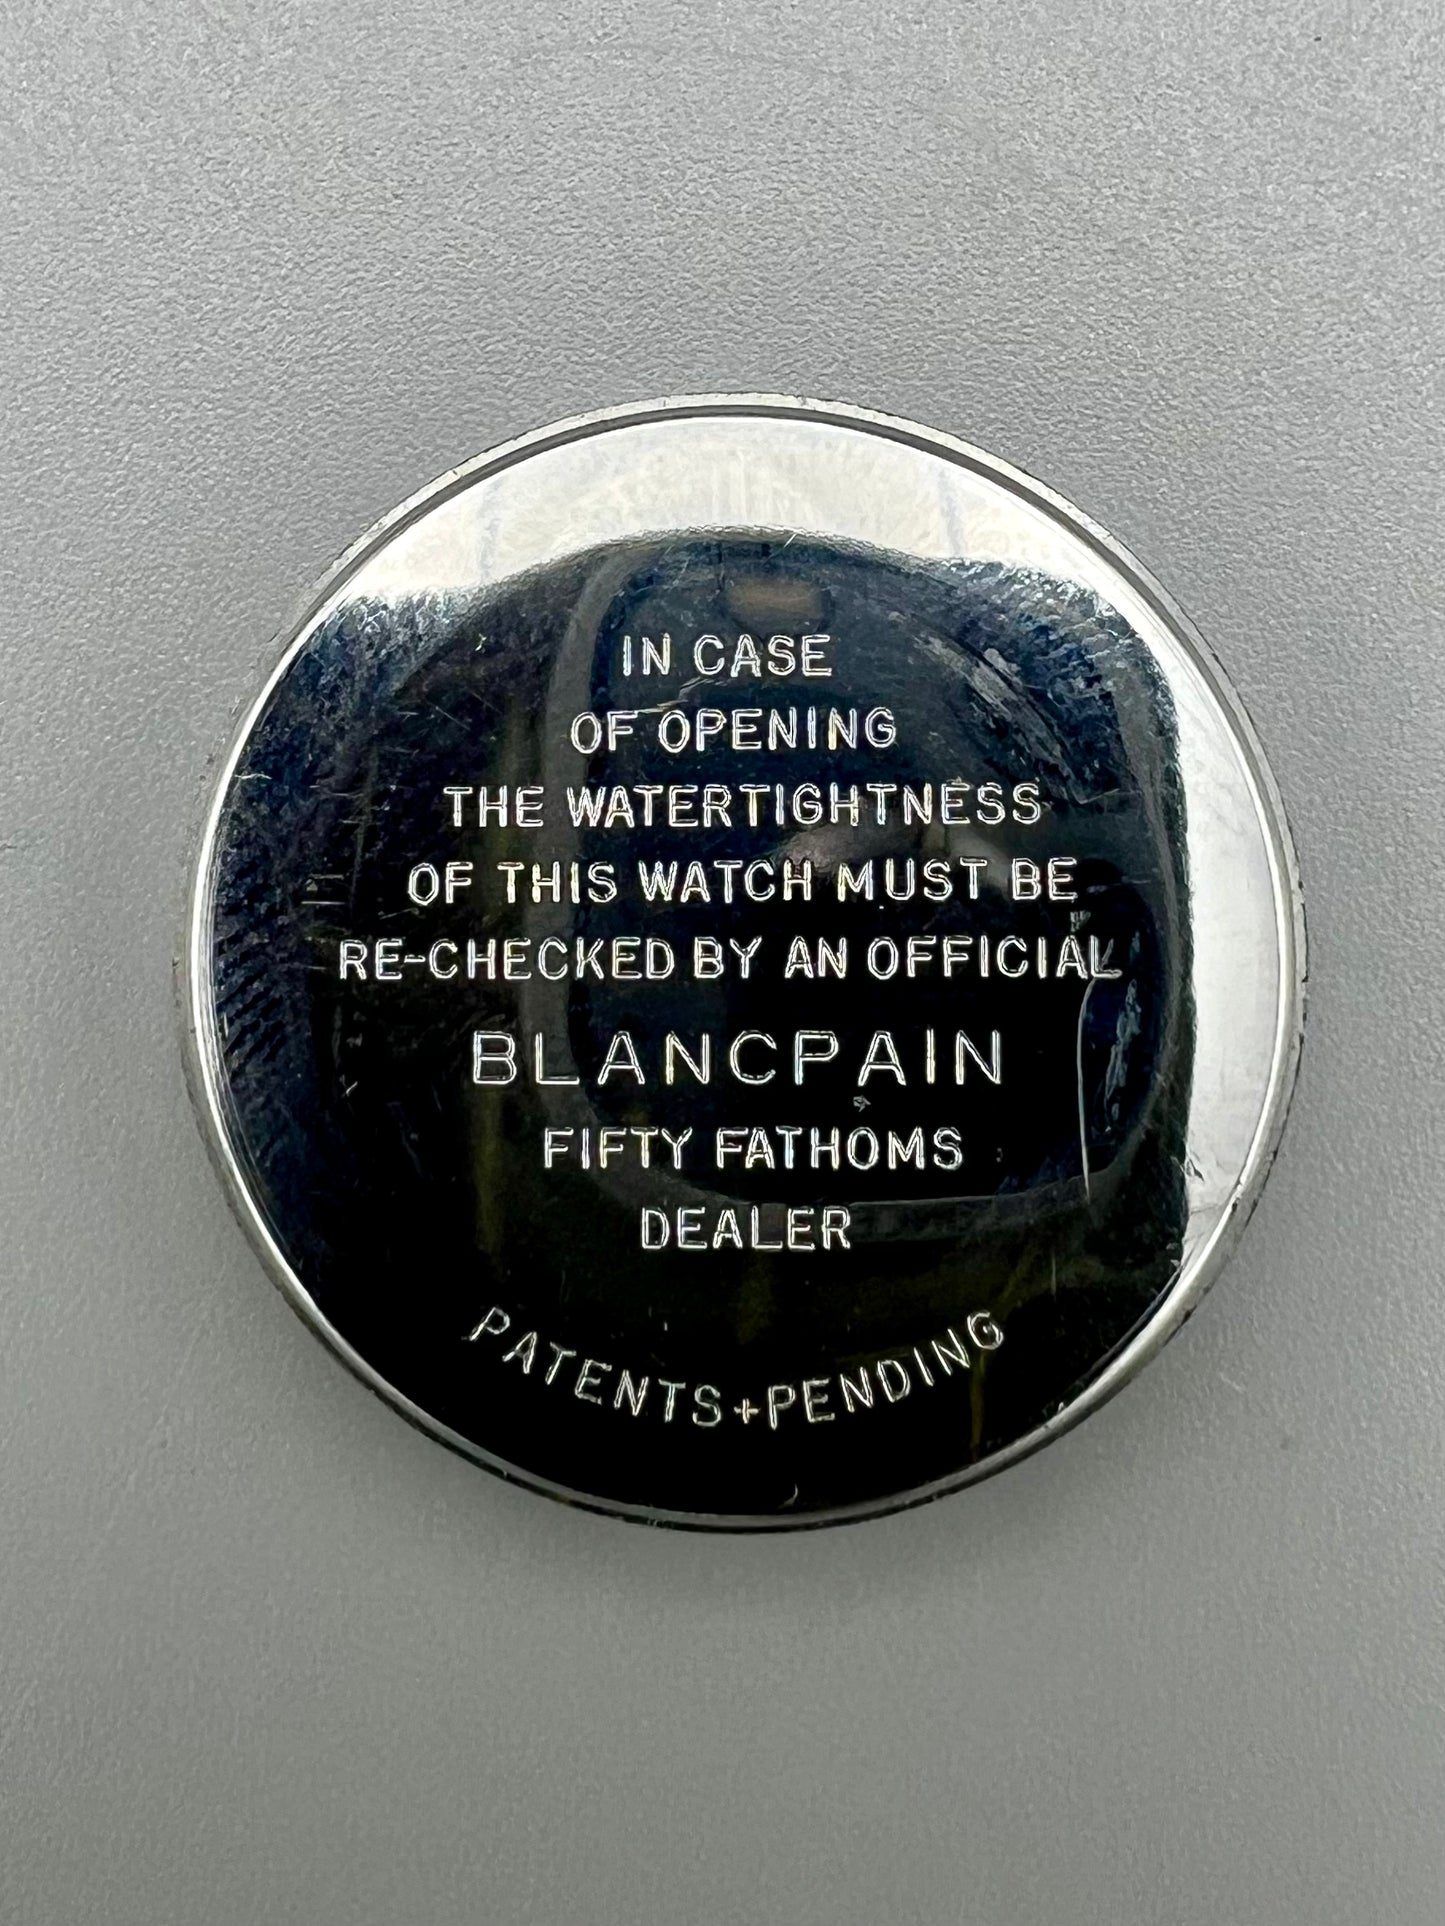 IN CASE
OF OPENING
THE WATERTIGHTNESS
OF THIS WATCH MUST BE
RE-CHECKED BY AN OFFICIAL
BLANCPAIN
FIFTY FATHOMS
DEALER
PATENTS+PENDING